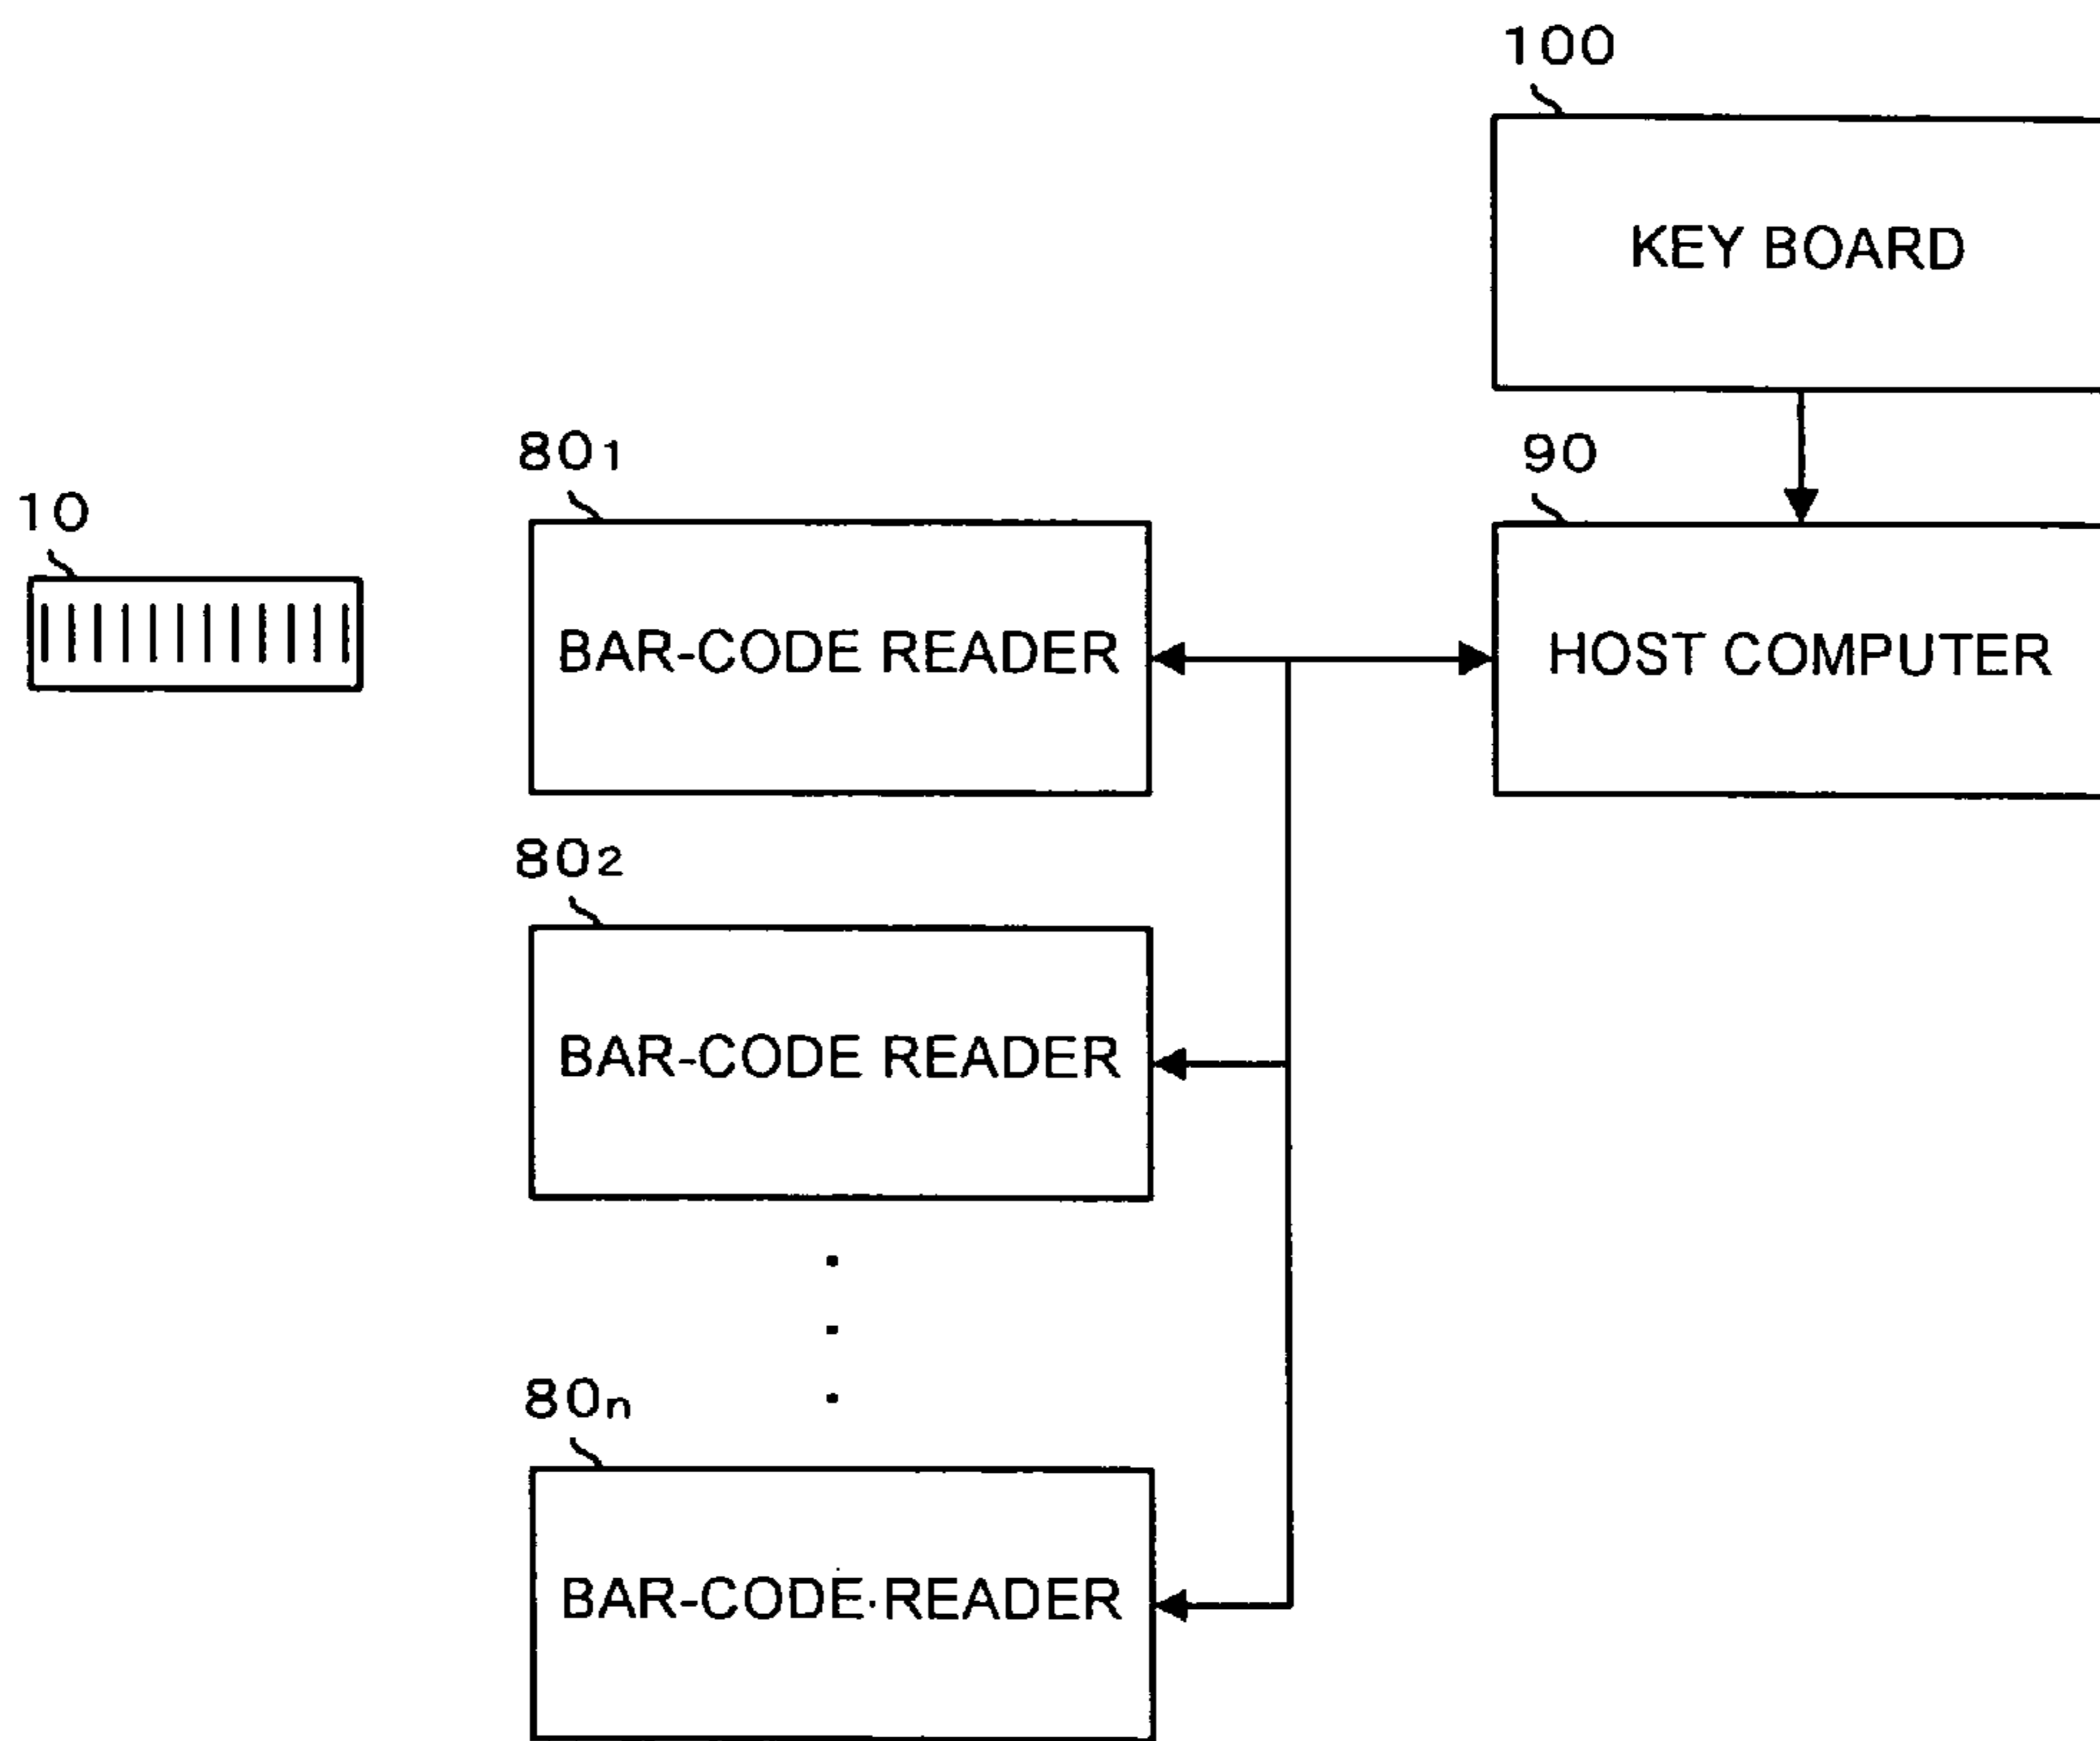 100
KEY BOARD
80₁
90
10
BAR-CODE READER
HOST COMPUTER
80₂
BAR-CODE READER
80ₙ
BAR-CODE READER